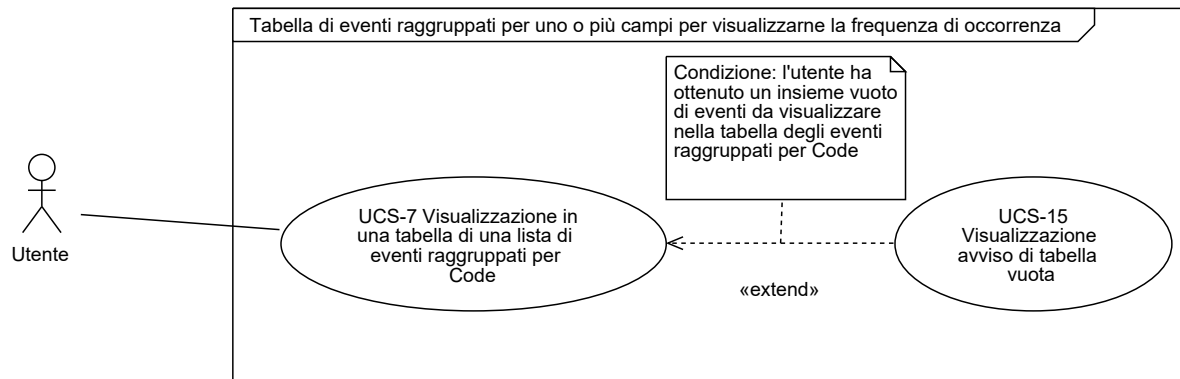 Tabella di eventi raggruppati per uno o più campi per visualizzarne la frequenza di occorrenza
Condizione: l'utente ha
ottenuto un insieme vuoto
di eventi da visualizzare
nella tabella degli eventi
raggruppati per Code
Utente
UCS-7 Visualizzazione in
una tabella di una lista di
eventi raggruppati per
Code
«extend»
UCS-15
Visualizzazione
avviso di tabella
vuota